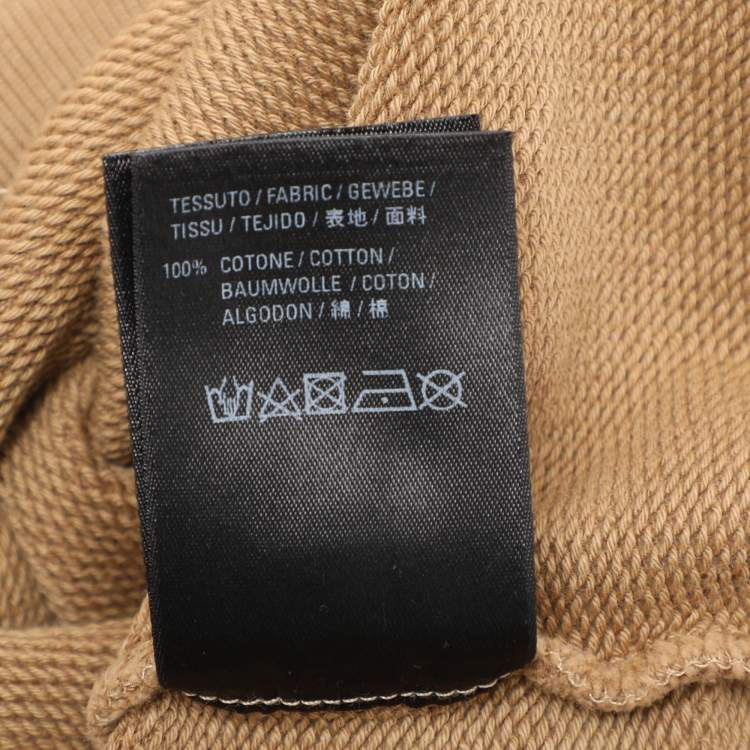 TESSUTO / FABRIC / GEWEBE /
TISSU / TEJIDO / 表地 / 面料
100% COTONE / COTTON /
BAUMWOLLE / COTON /
ALGODON / 綿 / 棉